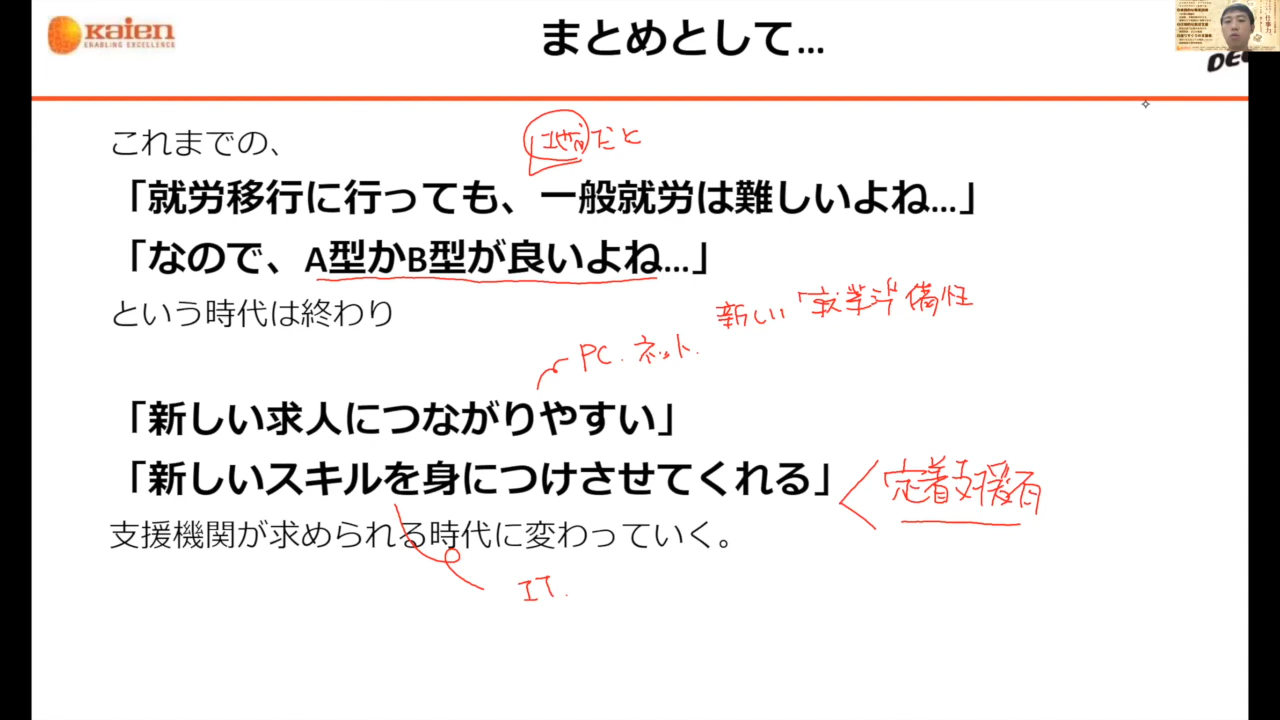 Kaien
ENABLING EXCELLENCE
まとめとして...
これまでの、
地方だと
「就労移行に行っても、一般就労は難しいよね...」
「なので、A型かB型が良いよね...」
という時代は終わり
新しい「就業準備性
PC.ネット.
「新しい求人につながりやすい」
「新しいスキルを身につけさせてくれる」
定着支援有
支援機関が求められる時代に変わっていく。
IT.